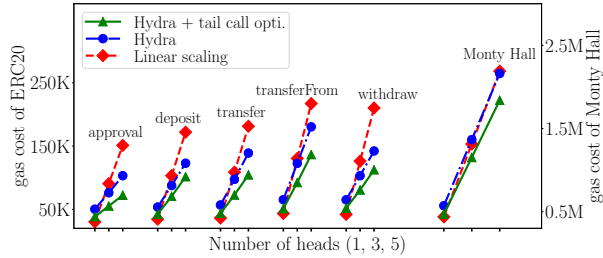 Hydra + tail call opti.
Hydra
Linear scaling
gas cost of ERC20
250K
150K
50K
approval
deposit
transfer
transferFrom
withdraw
Monty Hall
2.5M
1.5M
0.5M
gas cost of Monty Hall
Number of heads (1, 3, 5)